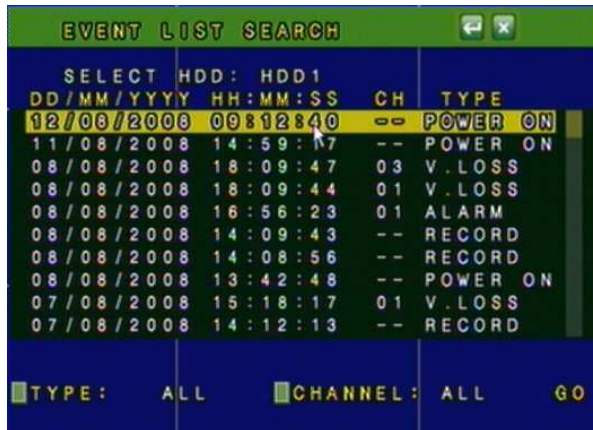 EVENT LIST SEARCH
SELECT HDD: HDD1
DD/MM/YYYY HH:MM:SS CH TYPE
12/08/2008 09:12:40 -- POWER ON
11/08/2008 14:59:17 -- POWER ON
08/08/2008 18:09:47 03 V.LOSS
08/08/2008 18:09:44 01 V.LOSS
08/08/2008 16:56:23 01 ALARM
08/08/2008 14:09:43 -- RECORD
08/08/2008 14:08:56 -- RECORD
08/08/2008 13:42:48 -- POWER ON
07/08/2008 15:18:17 01 V.LOSS
07/08/2008 14:12:13 -- RECORD
TYPE: ALL CHANNEL: ALL GO